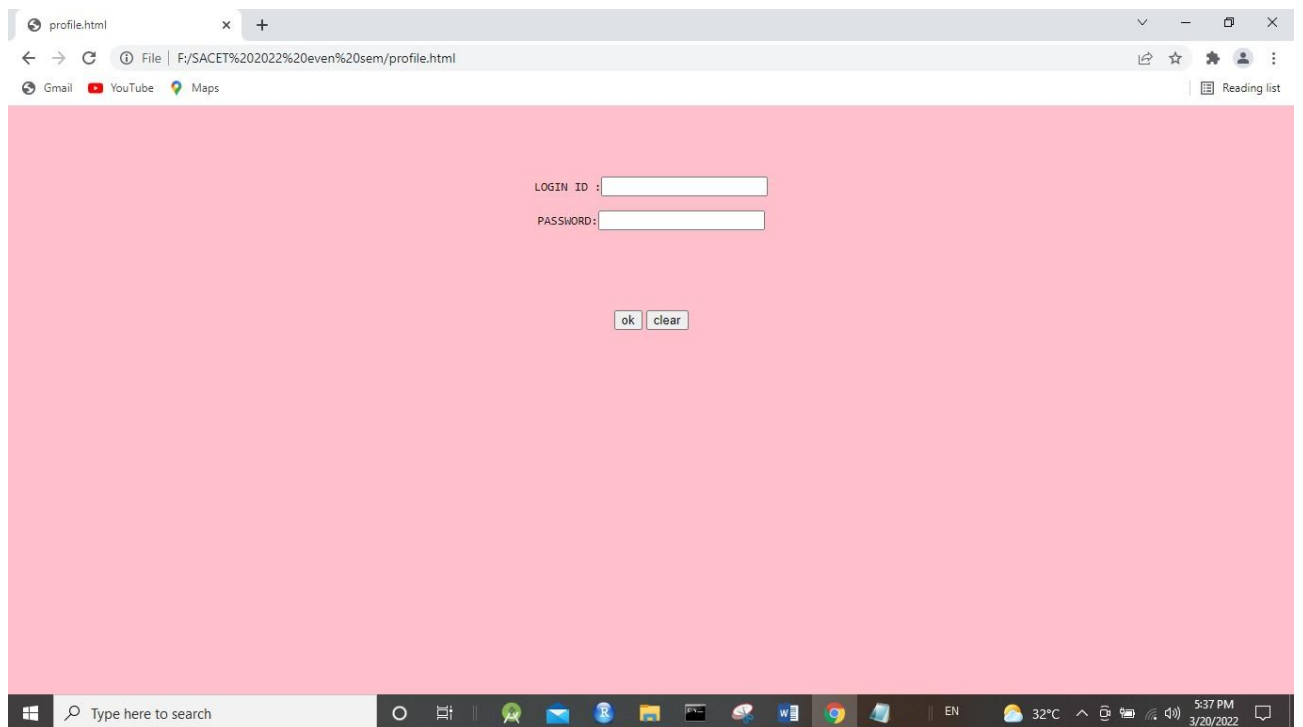 profile.html
File | F:/SACET%202022%20even%20sem/profile.html
Gmail YouTube Maps Reading list
LOGIN ID :
PASSWORD:
ok clear
Type here to search EN 32°C 5:37 PM
3/20/2022